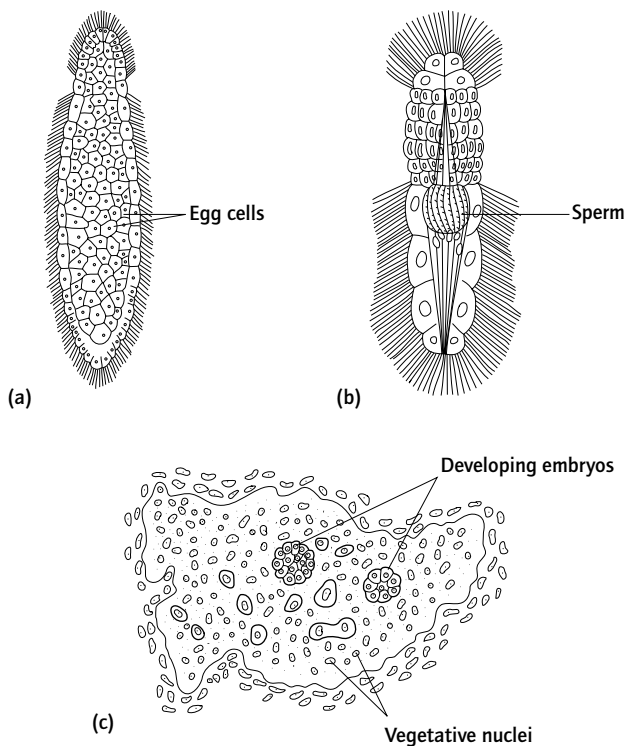 Egg cells
Sperm
(a)
(b)
Developing embryos
(c)
Vegetative nuclei